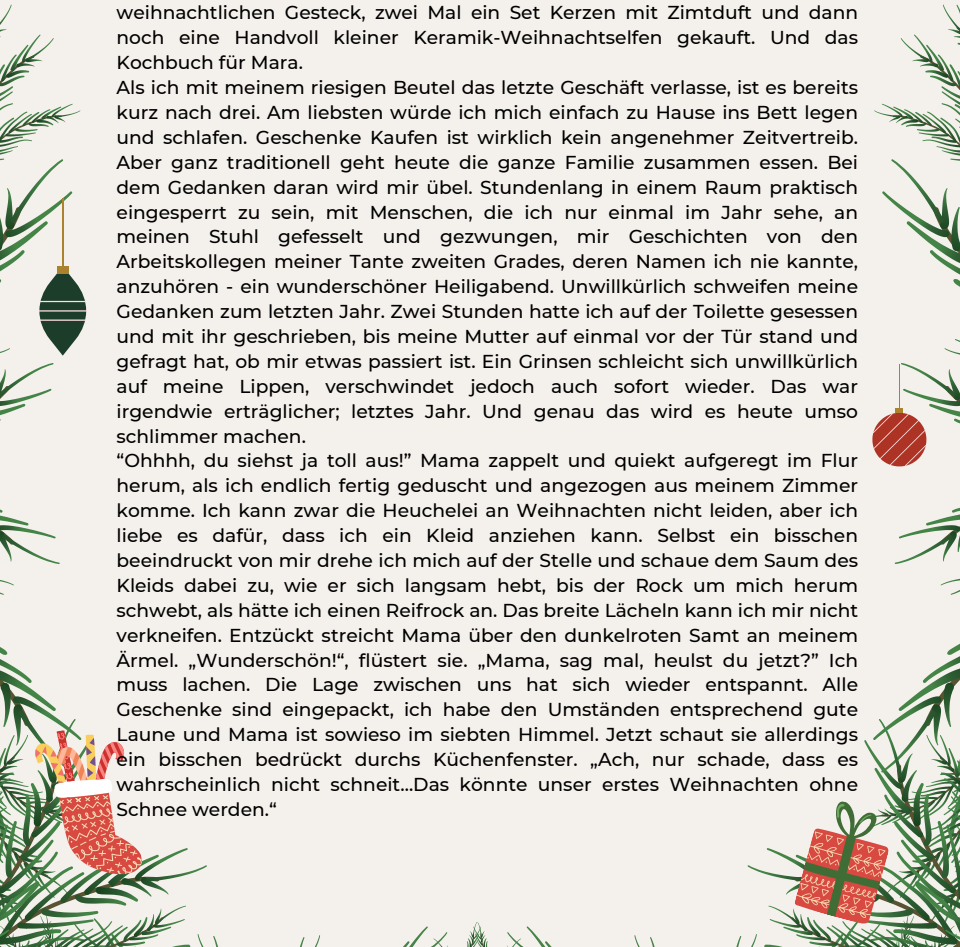 weihnachtlichen Gesteck, zwei Mal ein Set Kerzen mit Zimtduft und dann
noch eine Handvoll kleiner Keramik-Weihnachtselfen gekauft. Und das
Kochbuch für Mara.
Als ich mit meinem riesigen Beutel das letzte Geschäft verlasse, ist es bereits
kurz nach drei. Am liebsten würde ich mich einfach zu Hause ins Bett legen
und schlafen. Geschenke Kaufen ist wirklich kein angenehmer Zeitvertreib.
Aber ganz traditionell geht heute die ganze Familie zusammen essen. Bei
dem Gedanken daran wird mir übel. Stundenlang in einem Raum praktisch
eingesperrt zu sein, mit Menschen, die ich nur einmal im Jahr sehe, an
meinen Stuhl gefesselt und gezwungen, mir Geschichten von den
Arbeitskollegen meiner Tante zweiten Grades, deren Namen ich nie kannte,
anzuhören - ein wunderschöner Heiligabend. Unwillkürlich schweifen meine
Gedanken zum letzten Jahr. Zwei Stunden hatte ich auf der Toilette gesessen
und mit ihr geschrieben, bis meine Mutter auf einmal vor der Tür stand und
gefragt hat, ob mir etwas passiert ist. Ein Grinsen schleicht sich unwillkürlich
auf meine Lippen, verschwindet jedoch auch sofort wieder. Das war
irgendwie erträglicher; letztes Jahr. Und genau das wird es heute umso
schlimmer machen.
“Ohhhh, du siehst ja toll aus!” Mama zappelt und quiekt aufgeregt im Flur
herum, als ich endlich fertig geduscht und angezogen aus meinem Zimmer
komme. Ich kann zwar die Heuchelei an Weihnachten nicht leiden, aber ich
liebe es dafür, dass ich ein Kleid anziehen kann. Selbst ein bisschen
beeindruckt von mir drehe ich mich auf der Stelle und schaue dem Saum des
Kleids dabei zu, wie er sich langsam hebt, bis der Rock um mich herum
schwebt, als hätte ich einen Reifrock an. Das breite Lächeln kann ich mir nicht
verkneifen. Entzückt streicht Mama über den dunkelroten Samt an meinem
Ärmel. „Wunderschön!“, flüstert sie. „Mama, sag mal, heulst du jetzt?” Ich
muss lachen. Die Lage zwischen uns hat sich wieder entspannt. Alle
Geschenke sind eingepackt, ich habe den Umständen entsprechend gute
Laune und Mama ist sowieso im siebten Himmel. Jetzt schaut sie allerdings
ein bisschen bedrückt durchs Küchenfenster. „Ach, nur schade, dass es
wahrscheinlich nicht schneit...Das könnte unser erstes Weihnachten ohne
Schnee werden.“